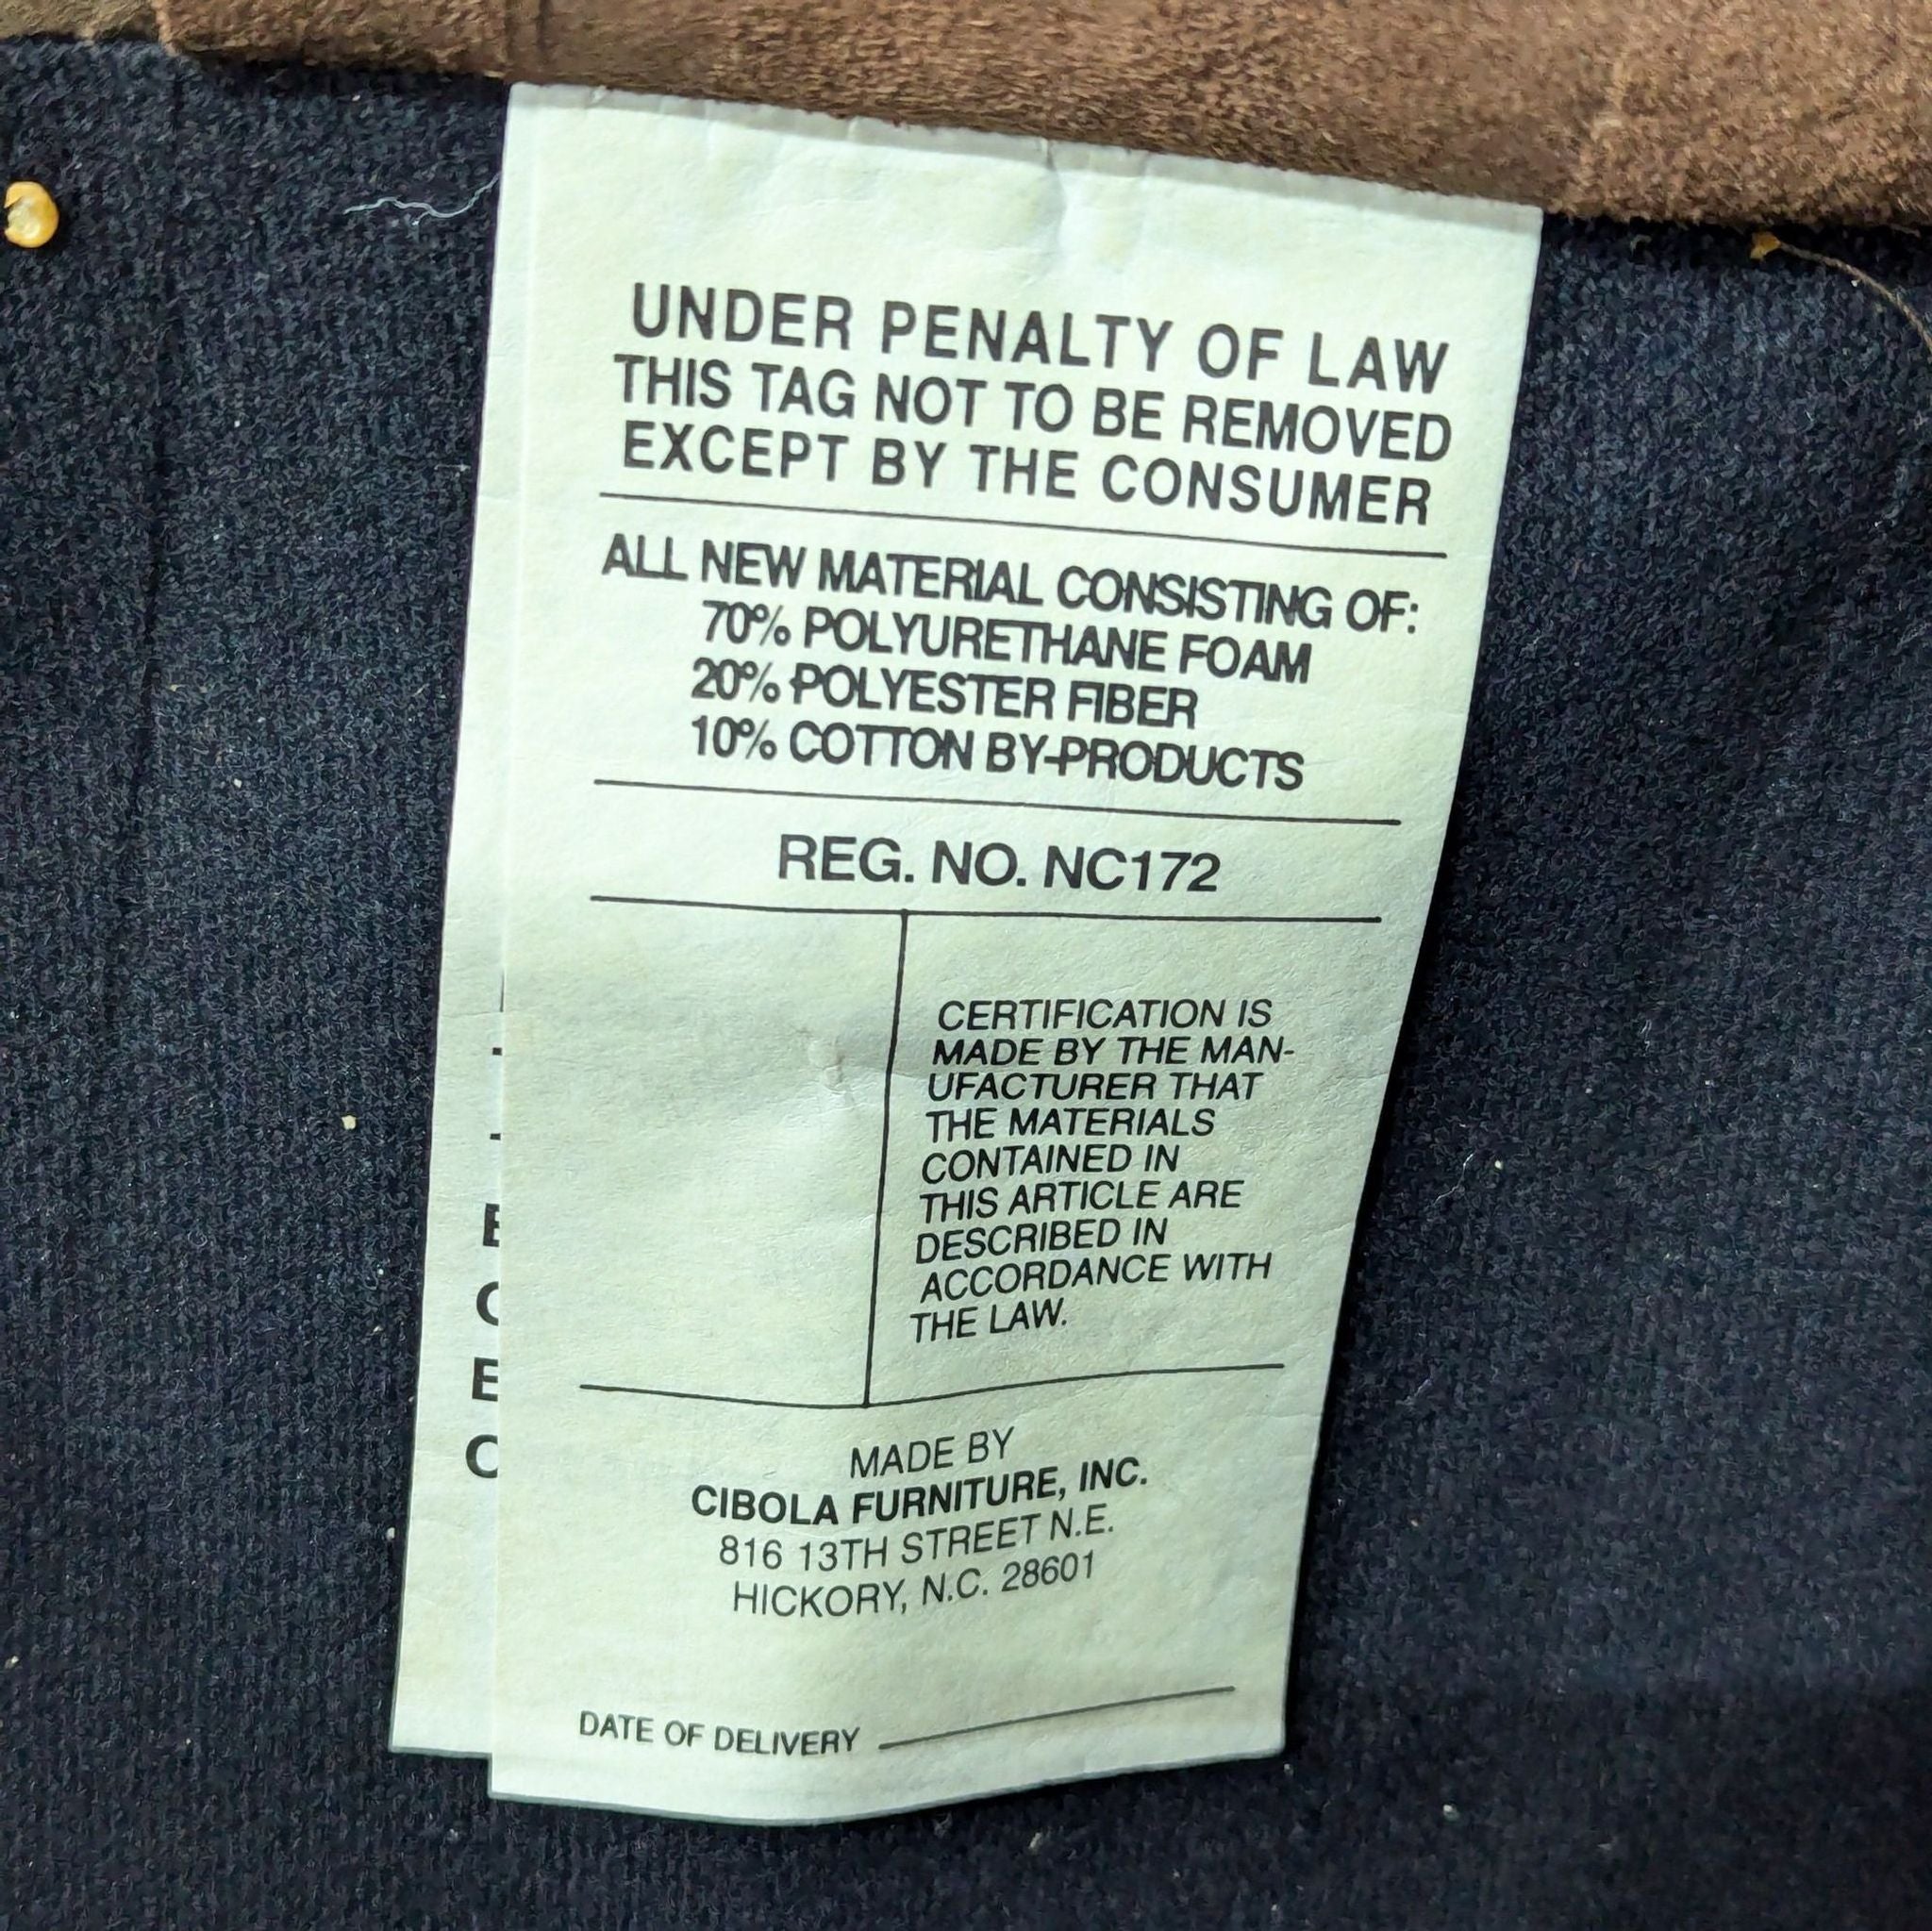 UNDER PENALTY OF LAW
THIS TAG NOT TO BE REMOVED
EXCEPT BY THE CONSUMER
ALL NEW MATERIAL CONSISTING OF:
70% POLYURETHANE FOAM
20% POLYESTER FIBER
10% COTTON BY-PRODUCTS
REG. NO. NC172
CERTIFICATION IS
MADE BY THE MAN-
UFACTURER THAT
THE MATERIALS
CONTAINED IN
THIS ARTICLE ARE
DESCRIBED IN
ACCORDANCE WITH
THE LAW.
MADE BY
CIBOLA FURNITURE, INC.
816 13TH STREET N.E.
HICKORY, N.C. 28601
DATE OF DELIVERY